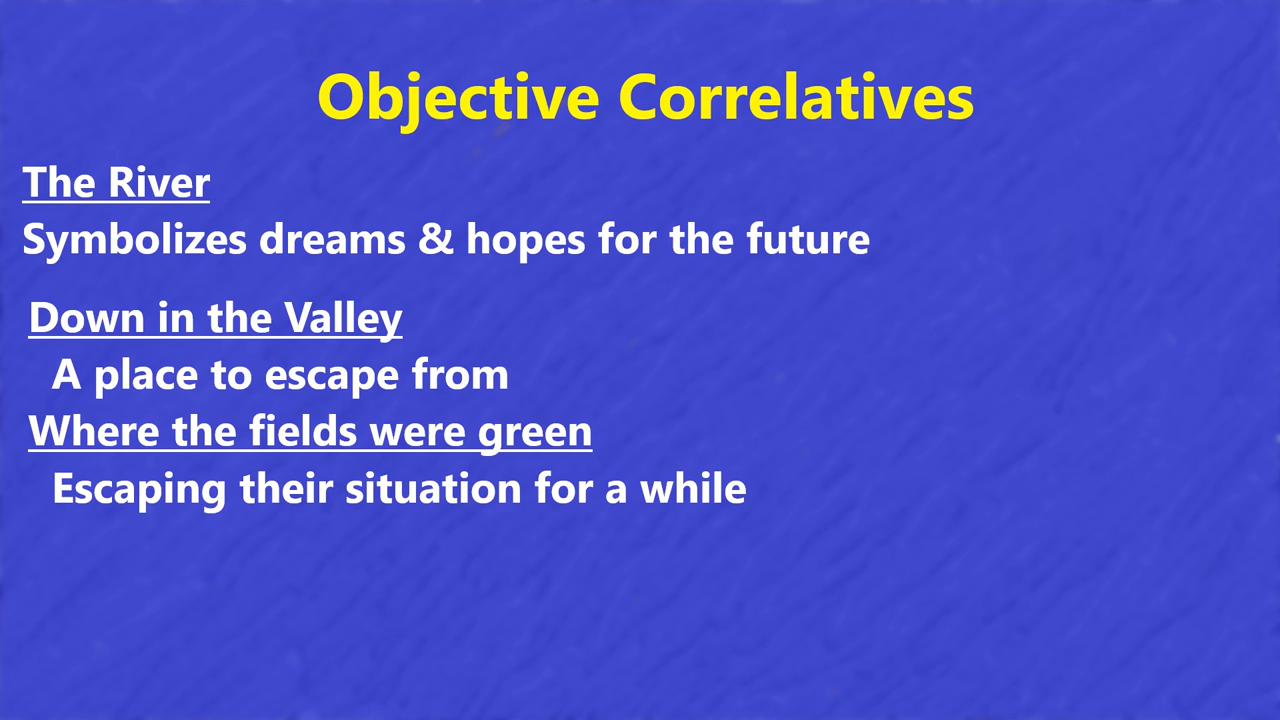 Objective Correlatives
The River
Symbolizes dreams & hopes for the future
Down in the Valley
A place to escape from
Where the fields were green
Escaping their situation for a while